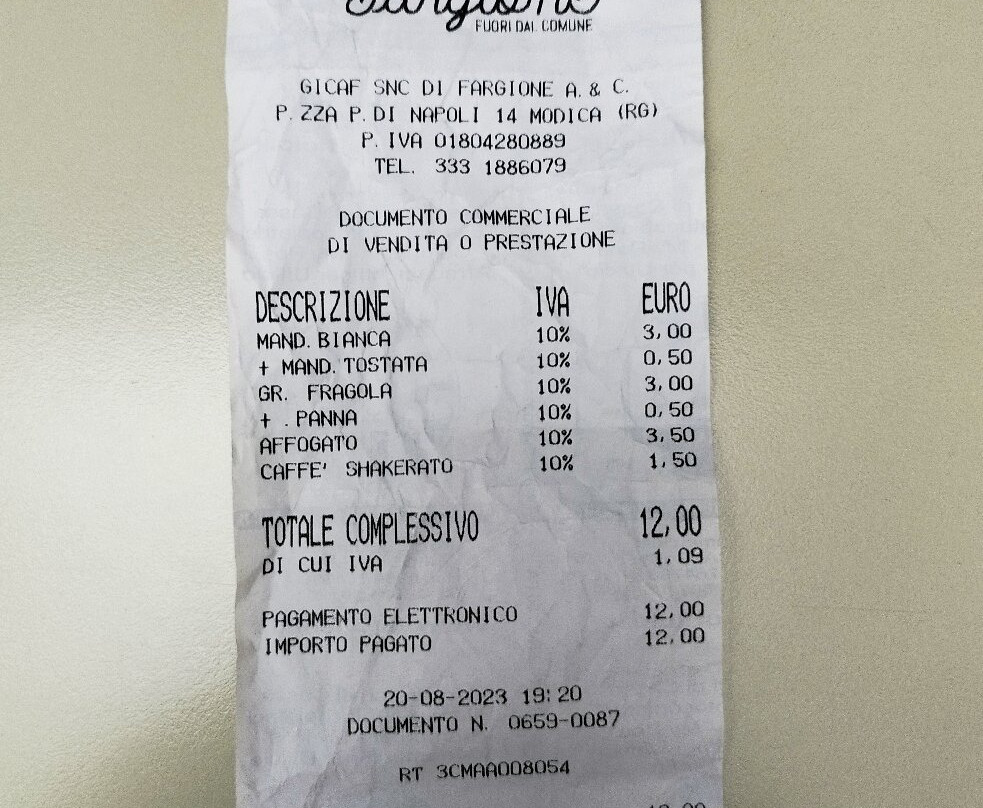 Fargione
FUORI DAL COMUNE
GICAF SNC DI FARGIONE A. & C.
P. ZZA P. DI NAPOLI 14 MODICA (RG)
P. IVA 01804280889
TEL. 333 1886079
DOCUMENTO COMMERCIALE
DI VENDITA O PRESTAZIONE
DESCRIZIONE IVA EURO
MAND. BIANCA 10% 3,00
+ MAND. TOSTATA 10% 0,50
GR. FRAGOLA 10% 3,00
+ . PANNA 10% 0,50
AFFOGATO 10% 3,50
CAFFE' SHAKERATO 10% 1,50
TOTALE COMPLESSIVO 12,00
DI CUI IVA 1,09
PAGAMENTO ELETTRONICO 12,00
IMPORTO PAGATO 12,00
20-08-2023 19:20
DOCUMENTO N. 0659-0087
RT 3CMAA008054